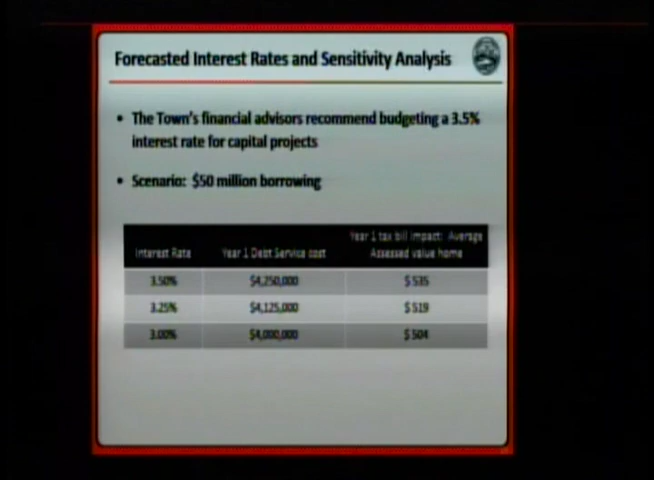 Forecasted Interest Rates and Sensitivity Analysis
• The Town's financial advisors recommend budgeting a 3.5%
interest rate for capital projects
• Scenario: $50 million borrowing
Year 1 tax bill impact: Average
Interest Rate Year 1 Debt Service cost Assessed value home
3.50% $4,250,000 $ 535
3.25% $4,125,000 $ 519
3.00% $4,000,000 $ 504